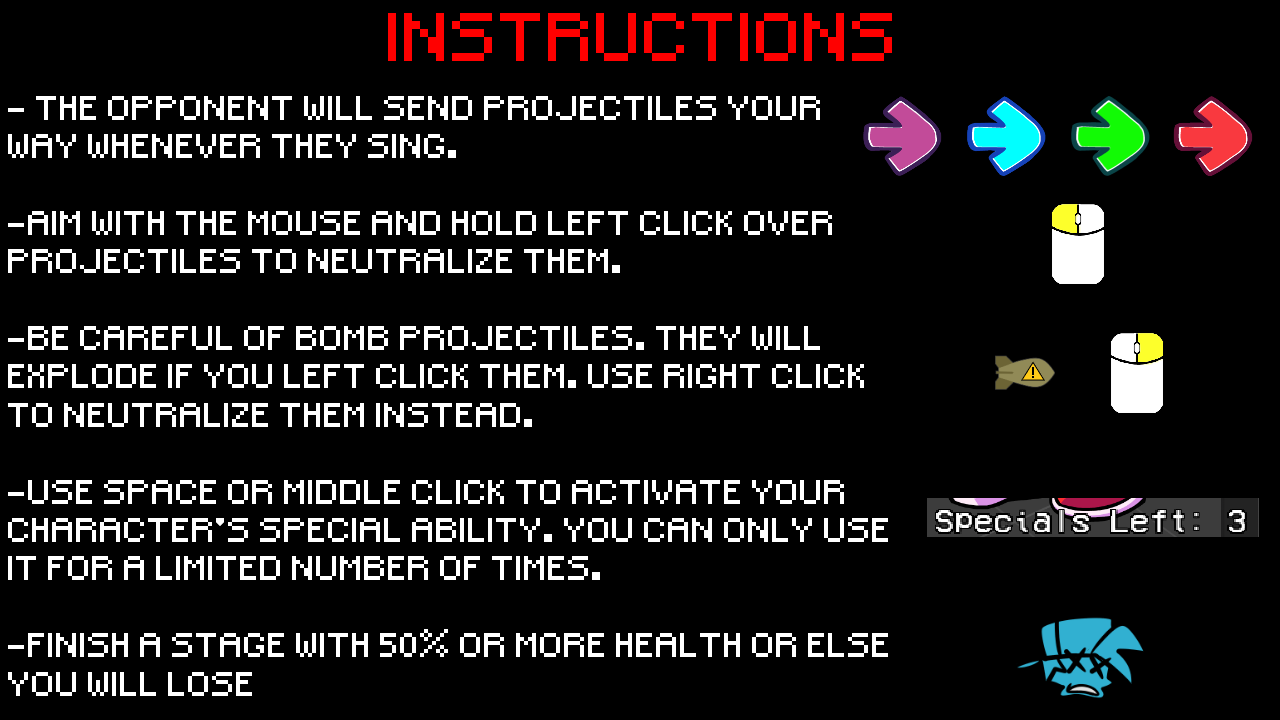 INSTRUCTIONS
- THE OPPONENT WILL SEND PROJECTILES YOUR
WAY WHENEVER THEY SING.
-AIM WITH THE MOUSE AND HOLD LEFT CLICK OVER
PROJECTILES TO NEUTRALIZE THEM.
-BE CAREFUL OF BOMB PROJECTILES. THEY WILL
EXPLODE IF YOU LEFT CLICK THEM. USE RIGHT CLICK
TO NEUTRALIZE THEM INSTEAD.
!
-USE SPACE OR MIDDLE CLICK TO ACTIVATE YOUR
CHARACTER'S SPECIAL ABILITY. YOU CAN ONLY USE
IT FOR A LIMITED NUMBER OF TIMES.
Specials Left: 3
-FINISH A STAGE WITH 50% OR MORE HEALTH OR ELSE
YOU WILL LOSE